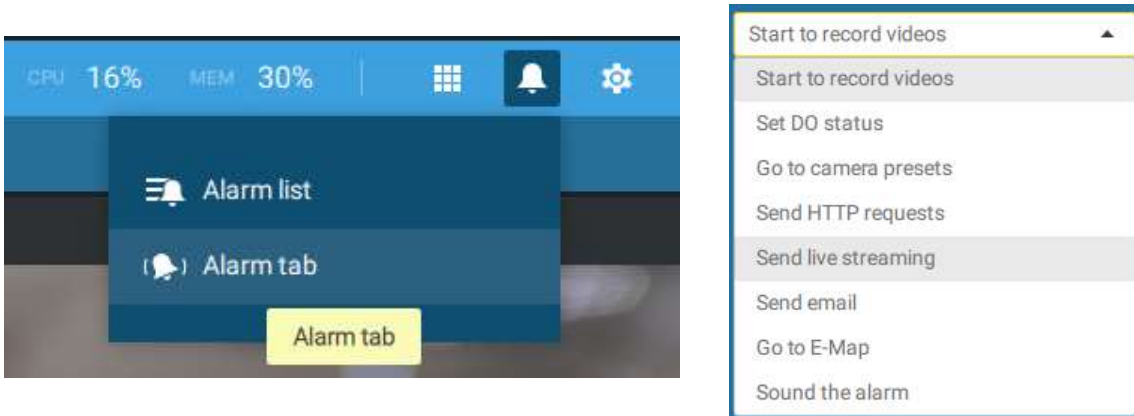 CPU 16% MEM 30%
Alarm list
Alarm tab
Alarm tab
Start to record videos
Start to record videos
Set DO status
Go to camera presets
Send HTTP requests
Send live streaming
Send email
Go to E-Map
Sound the alarm